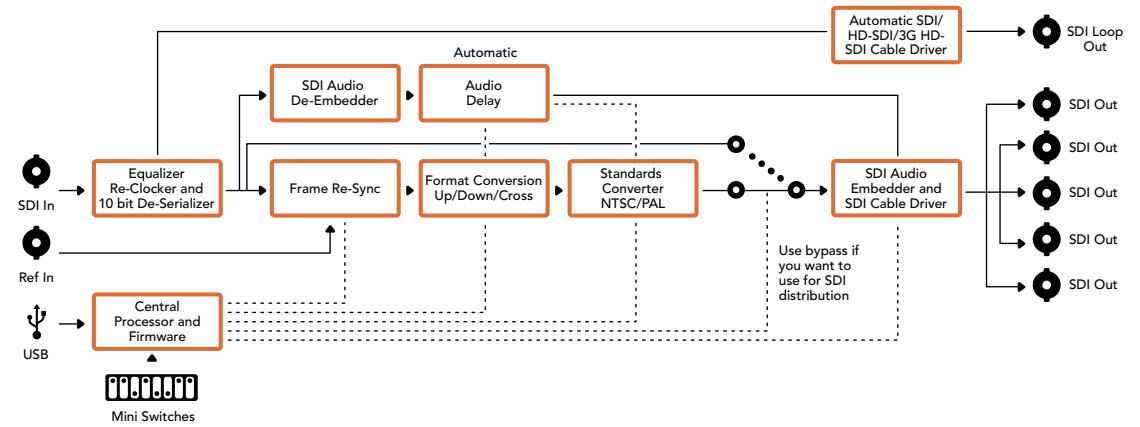 Automatic SDI/
HD-SDI/3G HD-
SDI Cable Driver
SDI Loop
Out
Automatic
SDI Audio
De-Embedder
Audio
Delay
SDI Out
SDI Out
SDI In
Equalizer
Re-Clocker and
10 bit De-Serializer
Frame Re-Sync
Format Conversion
Up/Down/Cross
Standards
Converter
NTSC/PAL
SDI Audio
Embedder and
SDI Cable Driver
SDI Out
SDI Out
SDI Out
Ref In
Use bypass if
you want to
use for SDI
distribution
USB
Central
Processor and
Firmware
Mini Switches